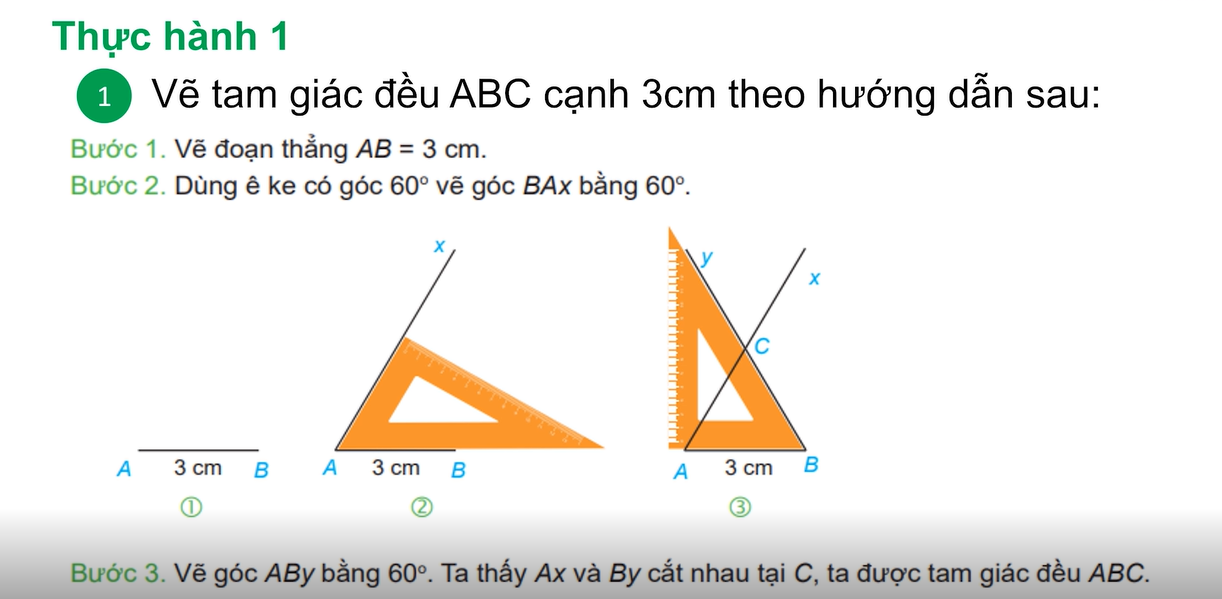 Thực hành 1
1 Vẽ tam giác đều ABC cạnh 3cm theo hướng dẫn sau:
Bước 1. Vẽ đoạn thẳng AB = 3 cm.
Bước 2. Dùng ê ke có góc 60° vẽ góc BAx bằng 60°.
x
y
x
C
A 3 cm B
A 3 cm B
A 3 cm B
① ② ③
Bước 3. Vẽ góc ABy bằng 60°. Ta thấy Ax và By cắt nhau tại C, ta được tam giác đều ABC.